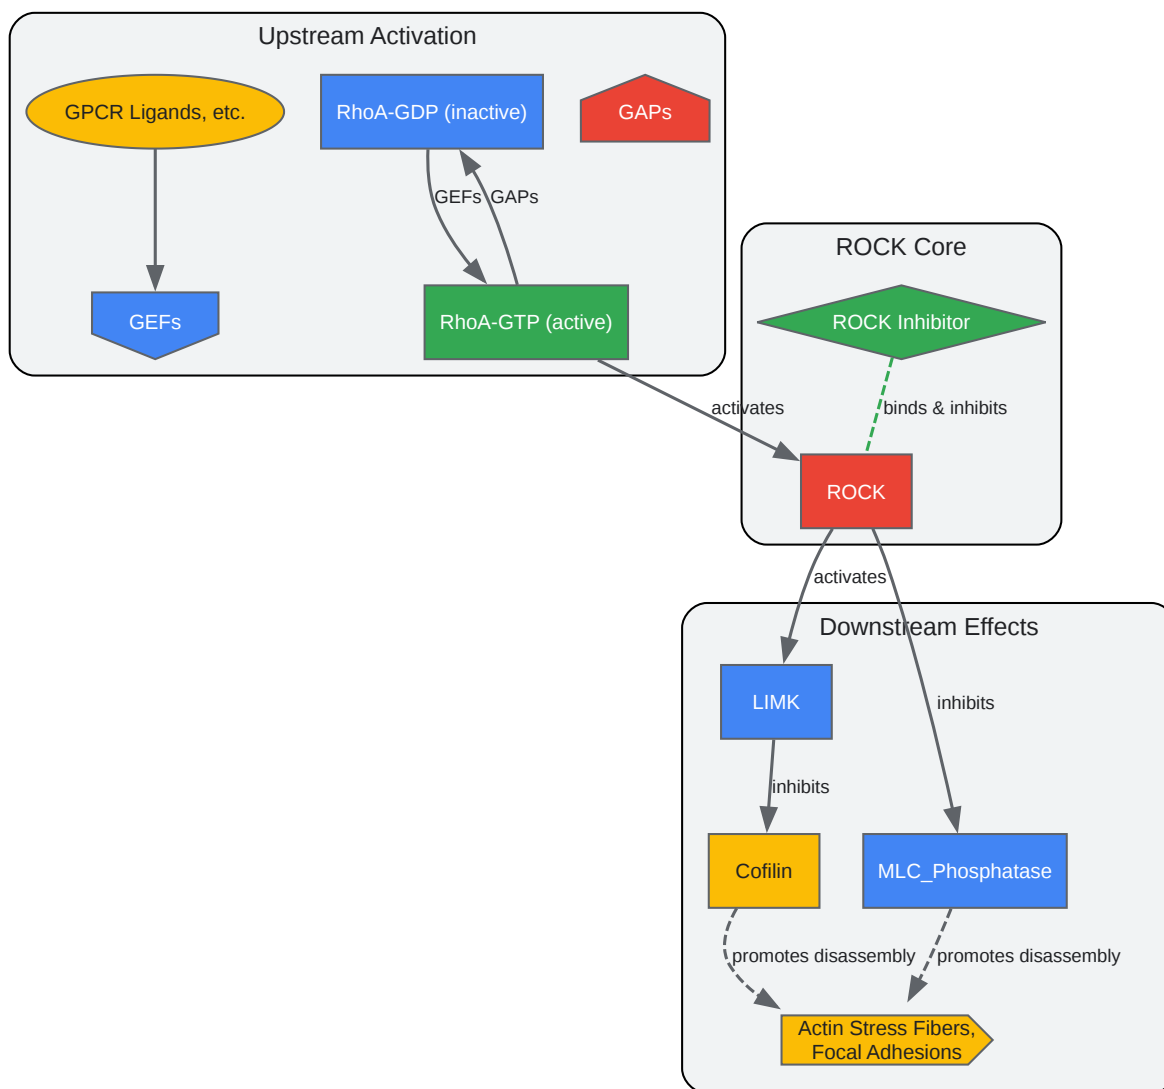 Upstream Activation
GPCR Ligands, etc.
RhoA-GDP (inactive)
GAPs
GEFs
GAPs
GEFs
RhoA-GTP (active)
ROCK Core
ROCK Inhibitor
activates
binds & inhibits
ROCK
activates
Downstream Effects
LIMK
inhibits
inhibits
Cofilin
MLC_Phosphatase
promotes disassembly
promotes disassembly
Actin Stress Fibers,
Focal Adhesions